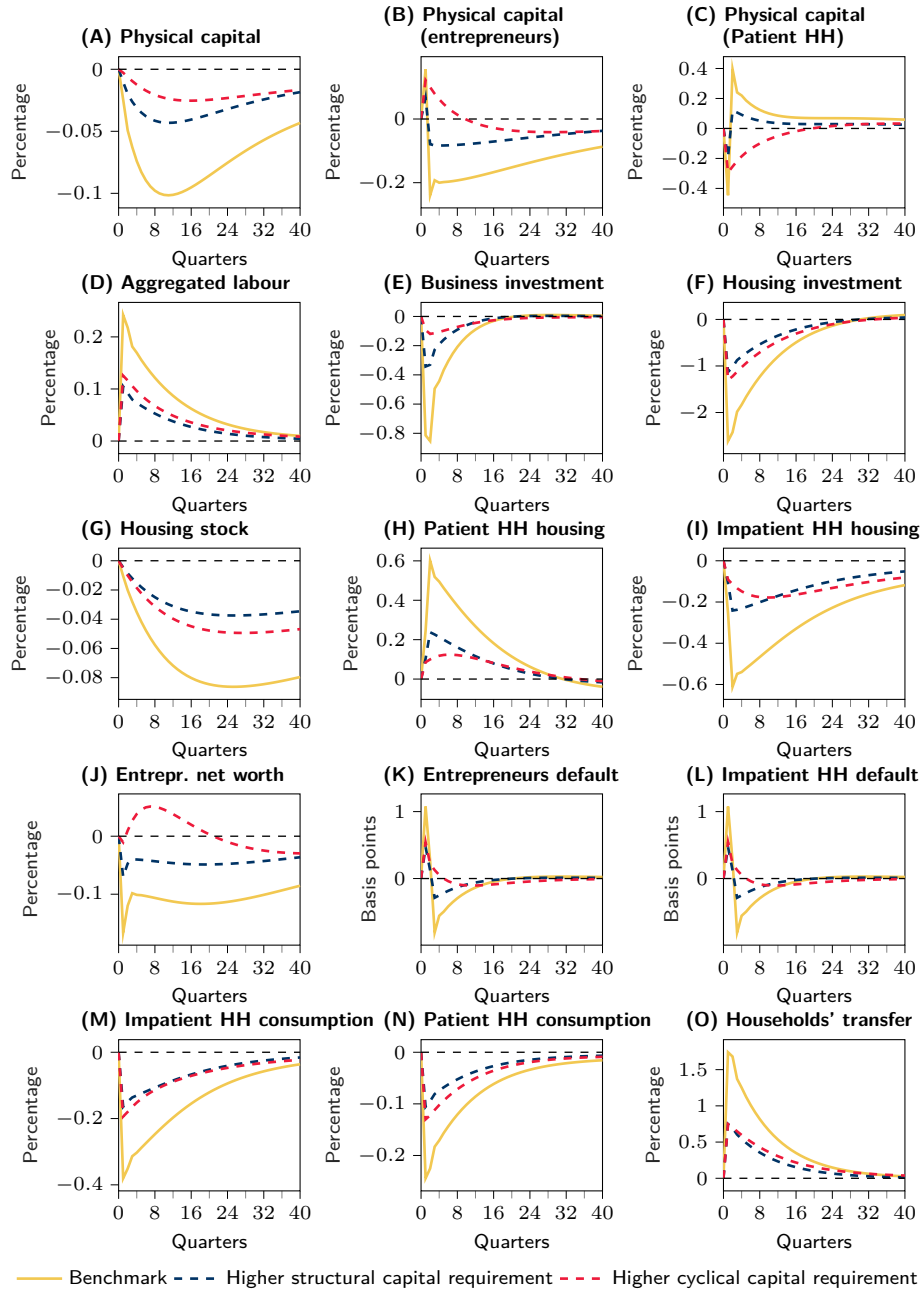 (A) Physical capital
(B) Physical capital
(entrepreneurs)
(C) Physical capital
(Patient HH)
Percentage
0
−0.05
−0.1
0 8 16 24 32 40
Quarters
Percentage
0
−0.2
0 8 16 24 32 40
Quarters
Percentage
0.4
0.2
0
−0.2
−0.4
0 8 16 24 32 40
Quarters
(D) Aggregated labour
(E) Business investment
(F) Housing investment
Percentage
0.2
0.1
0
0 8 16 24 32 40
Quarters
Percentage
0
−0.2
−0.4
−0.6
−0.8
0 8 16 24 32 40
Quarters
Percentage
0
−1
−2
0 8 16 24 32 40
Quarters
(G) Housing stock
(H) Patient HH housing
(I) Impatient HH housing
Percentage
0
−0.02
−0.04
−0.06
−0.08
0 8 16 24 32 40
Quarters
Percentage
0.6
0.4
0.2
0
0 8 16 24 32 40
Quarters
Percentage
0
−0.2
−0.4
−0.6
0 8 16 24 32 40
Quarters
(J) Entrepr. net worth
(K) Entrepreneurs default
(L) Impatient HH default
Percentage
0
−0.1
0 8 16 24 32 40
Quarters
Basis points
1
0
0 8 16 24 32 40
Quarters
Basis points
1
0
0 8 16 24 32 40
Quarters
(M) Impatient HH consumption
(N) Patient HH consumption
(O) Households' transfer
Percentage
0
−0.2
−0.4
0 8 16 24 32 40
Quarters
Percentage
0
−0.1
−0.2
0 8 16 24 32 40
Quarters
Percentage
1.5
1
0.5
0
0 8 16 24 32 40
Quarters
Benchmark
Higher structural capital requirement
Higher cyclical capital requirement